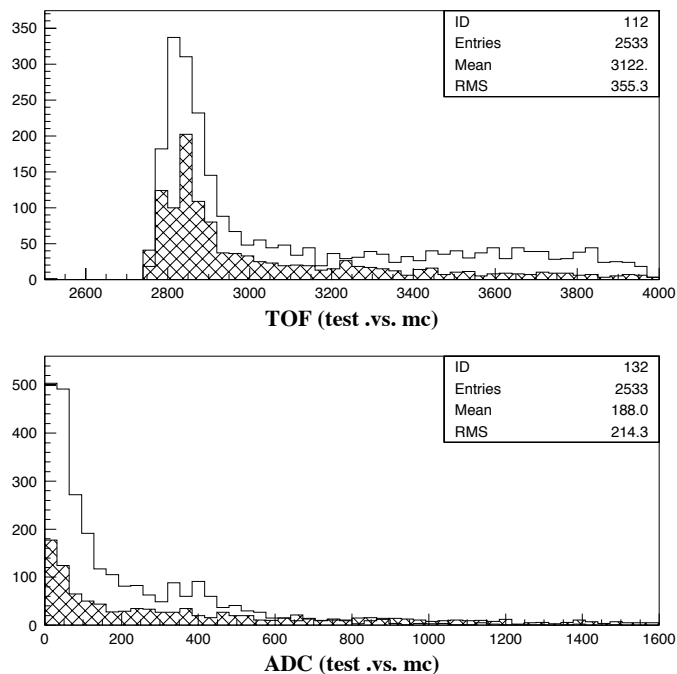 ID 112
Entries 2533
Mean 3122.
RMS 355.3
350
300
250
200
150
100
50
0
2600 2800 3000 3200 3400 3600 3800 4000
TOF (test .vs. mc)
ID 132
Entries 2533
Mean 188.0
RMS 214.3
500
400
300
200
100
0
0 200 400 600 800 1000 1200 1400 1600
ADC (test .vs. mc)